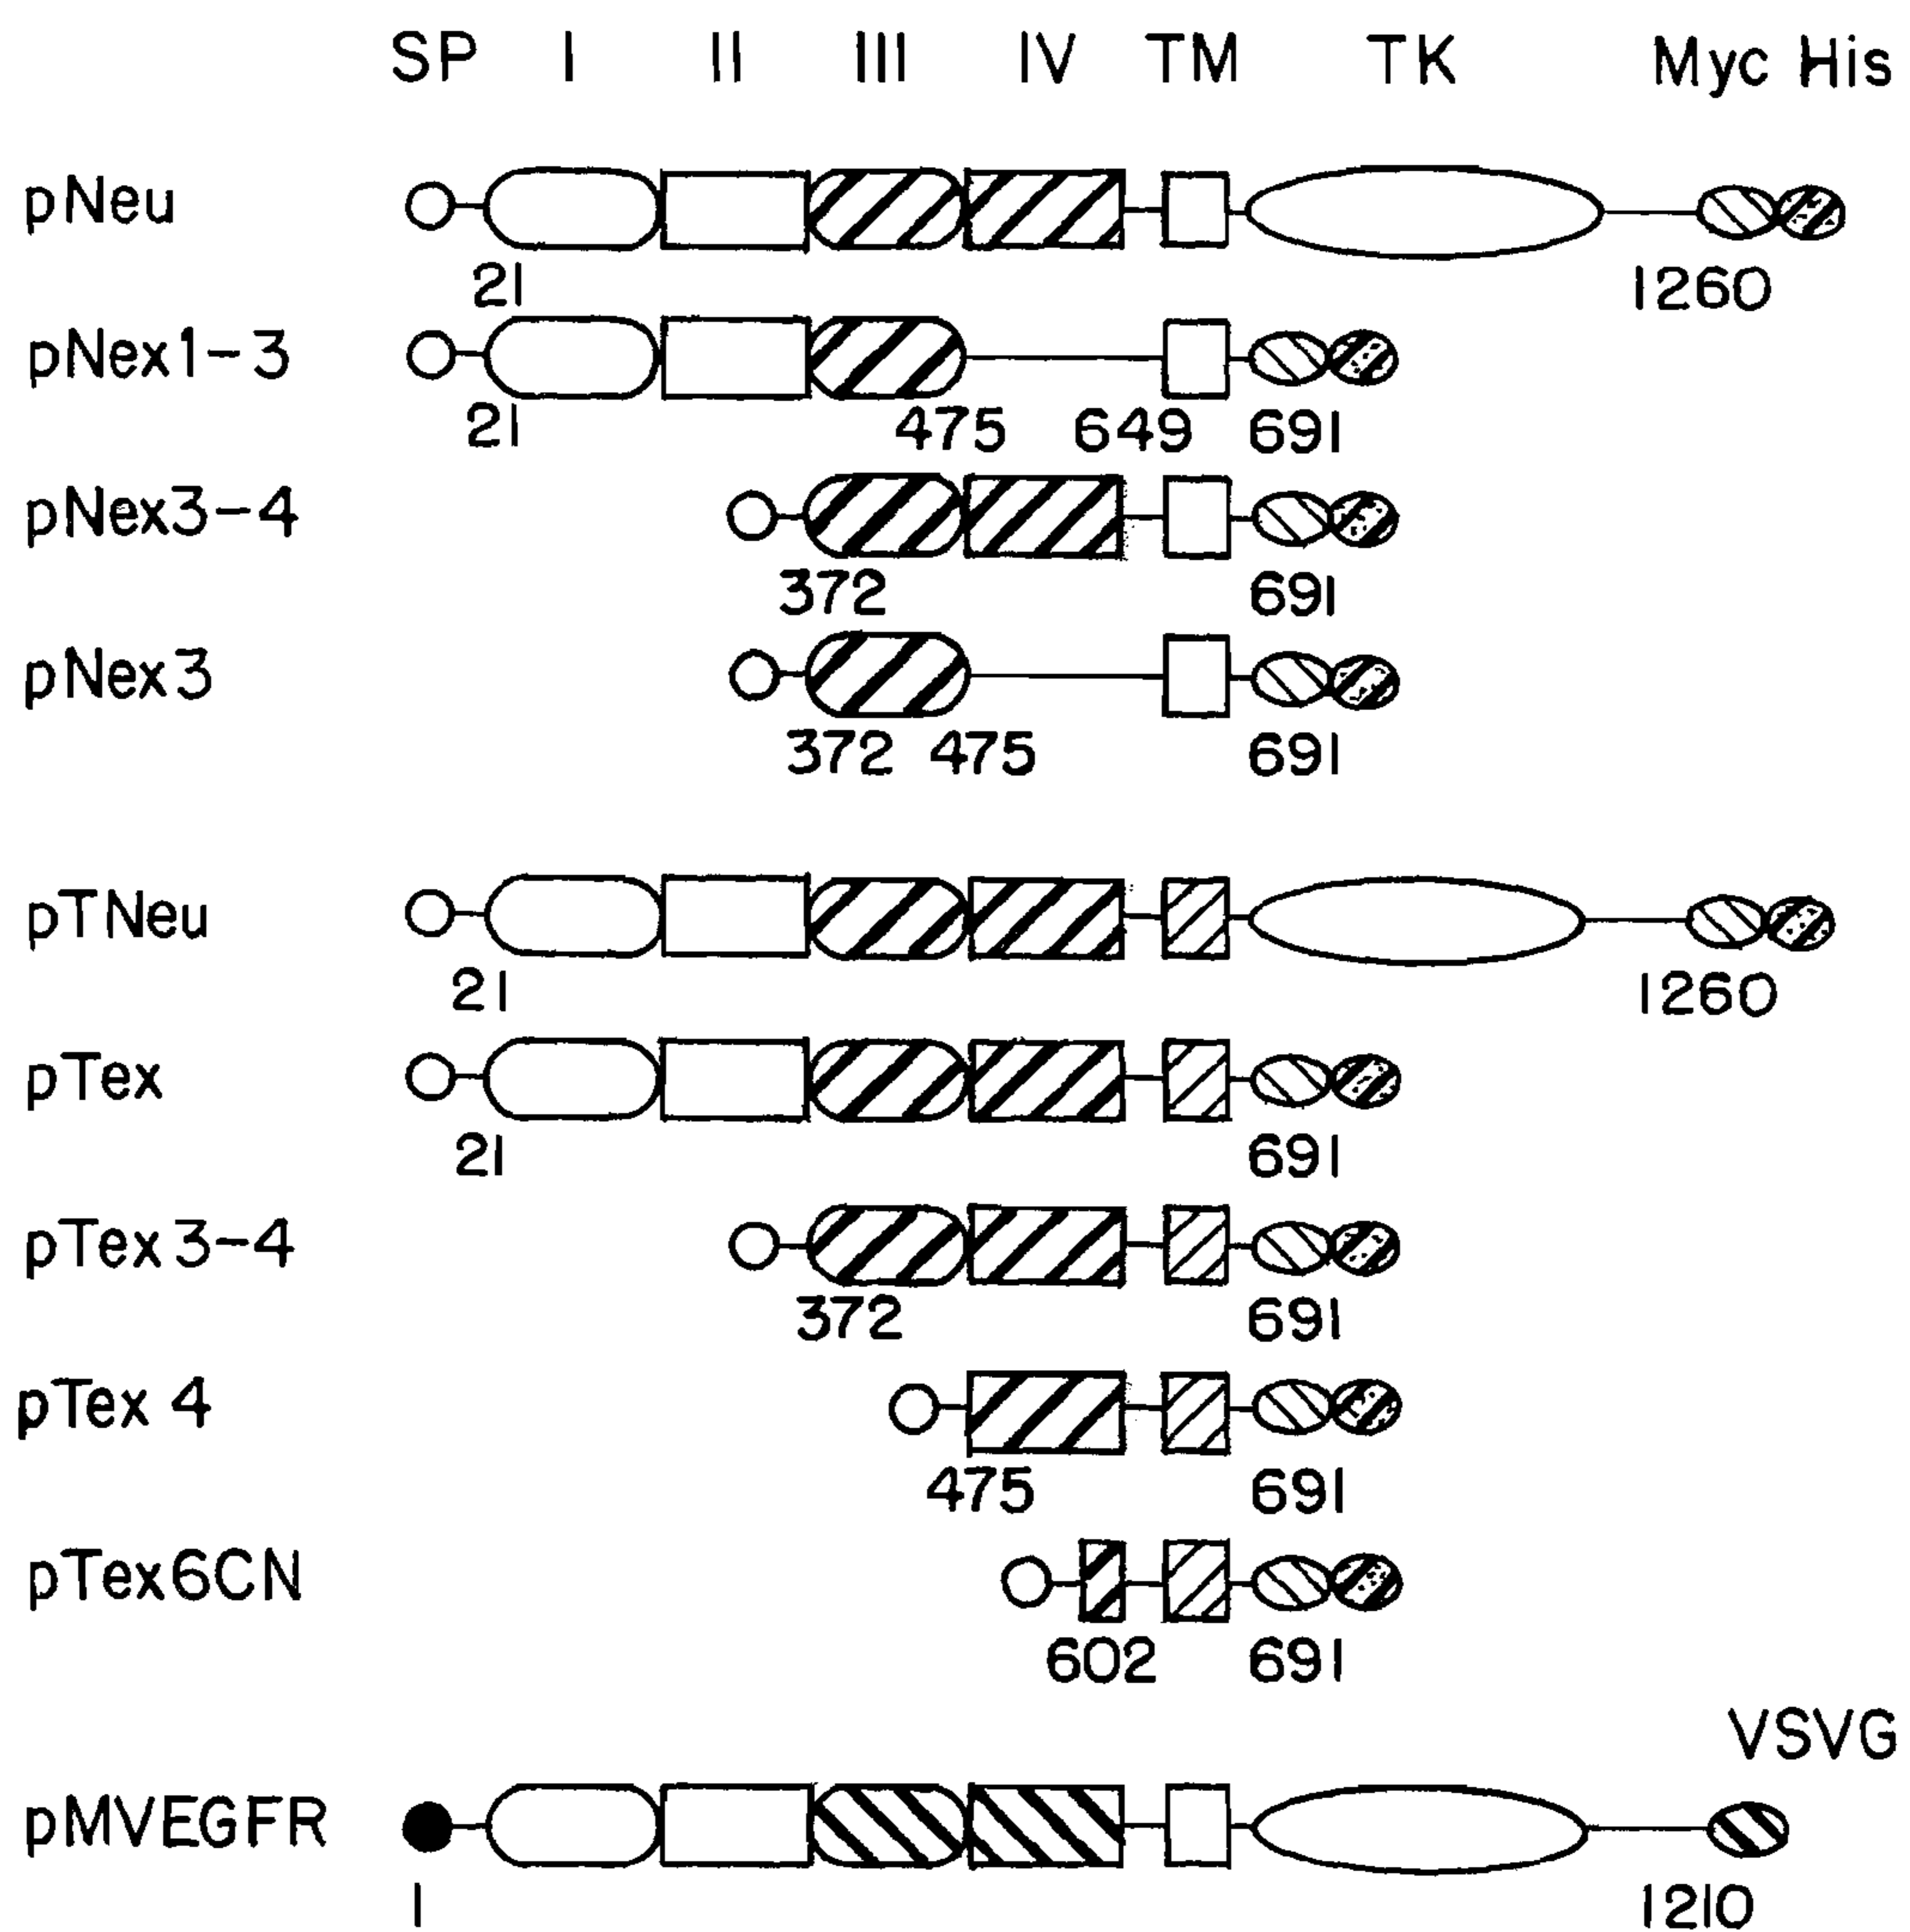 SP I II III IV TM TK Myc His
pNeu
21 1260
pNex1-3
21 475 649 691
pNex3-4
372 691
pNex3
372 475 691
pTNeu
21 1260
pTex
21 691
pTex3-4
372 691
pTex 4
475 691
pTex6CN
602 691
VSVG
pMVEGFR
1 1210